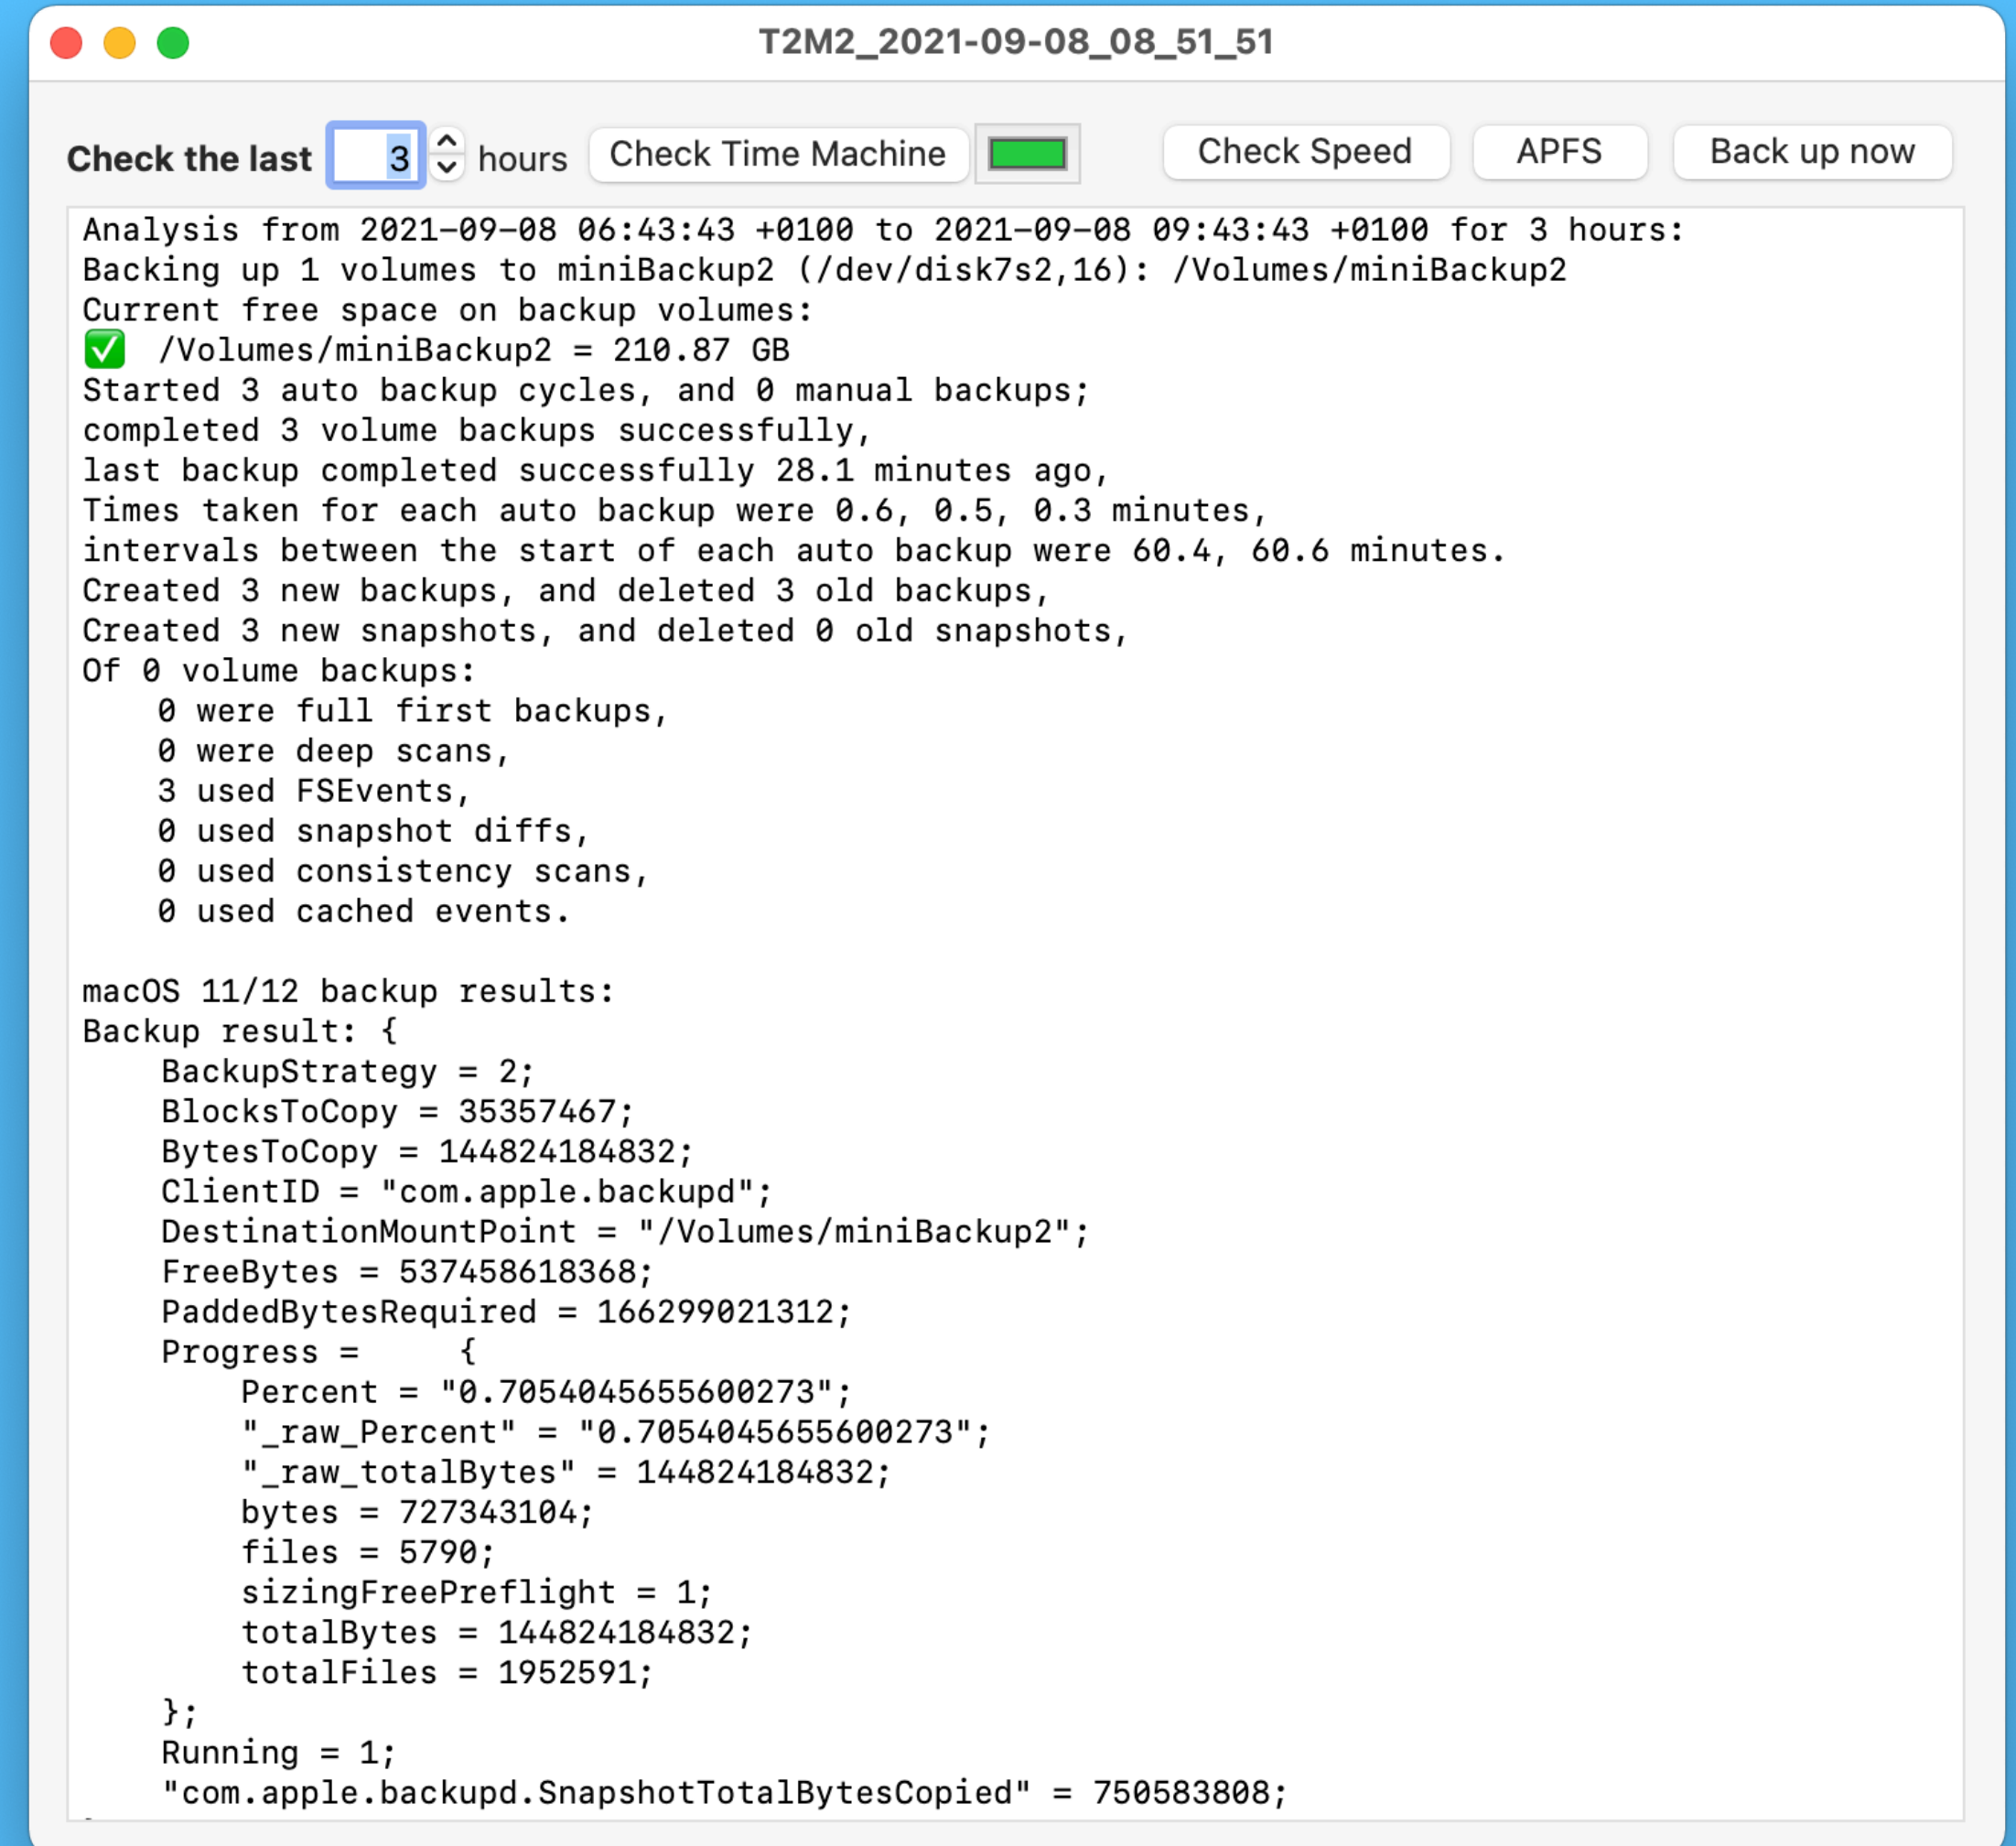 T2M2_2021-09-08_08_51_51
Check the last 3 hours Check Time Machine Check Speed APFS Back up now
Analysis from 2021-09-08 06:43:43 +0100 to 2021-09-08 09:43:43 +0100 for 3 hours:
Backing up 1 volumes to miniBackup2 (/dev/disk7s2,16): /Volumes/miniBackup2
Current free space on backup volumes:
✅ /Volumes/miniBackup2 = 210.87 GB
Started 3 auto backup cycles, and 0 manual backups;
completed 3 volume backups successfully,
last backup completed successfully 28.1 minutes ago,
Times taken for each auto backup were 0.6, 0.5, 0.3 minutes,
intervals between the start of each auto backup were 60.4, 60.6 minutes.
Created 3 new backups, and deleted 3 old backups,
Created 3 new snapshots, and deleted 0 old snapshots,
Of 0 volume backups:
0 were full first backups,
0 were deep scans,
3 used FSEvents,
0 used snapshot diffs,
0 used consistency scans,
0 used cached events.
macOS 11/12 backup results:
Backup result: {
BackupStrategy = 2;
BlocksToCopy = 35357467;
BytesToCopy = 144824184832;
ClientID = "com.apple.backupd";
DestinationMountPoint = "/Volumes/miniBackup2";
FreeBytes = 537458618368;
PaddedBytesRequired = 166299021312;
Progress = {
Percent = "0.7054045655600273";
"_raw_Percent" = "0.7054045655600273";
"_raw_totalBytes" = 144824184832;
bytes = 727343104;
files = 5790;
sizingFreePreflight = 1;
totalBytes = 144824184832;
totalFiles = 1952591;
};
Running = 1;
"com.apple.backupd.SnapshotTotalBytesCopied" = 750583808;